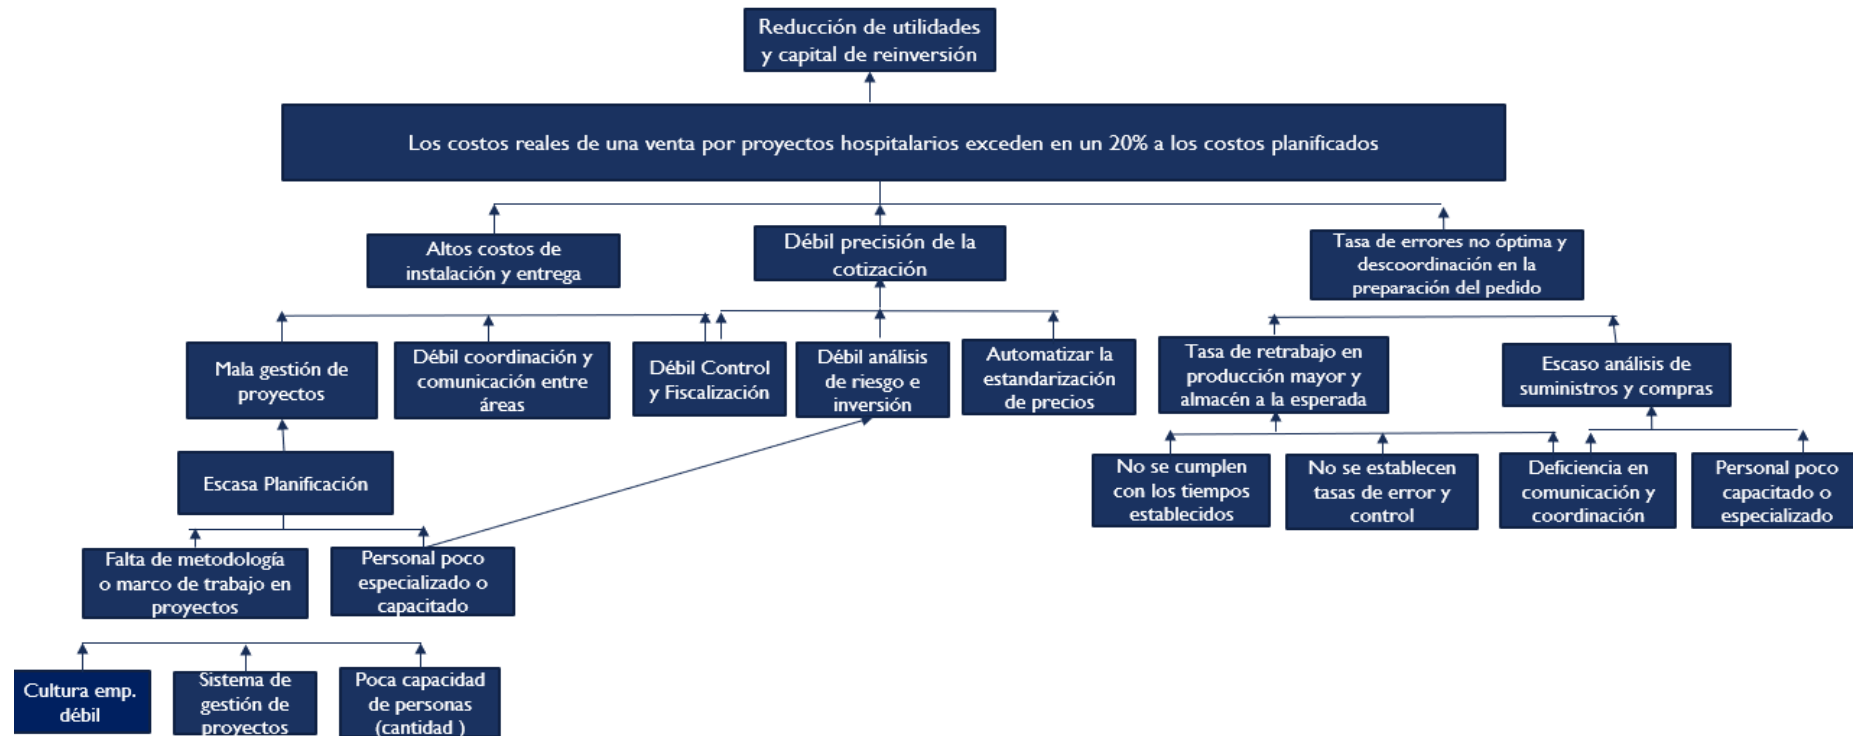 Reducción de utilidades
y capital de reinversión
Los costos reales de una venta por proyectos hospitalarios exceden en un 20% a los costos planificados
Altos costos de
instalación y entrega
Débil precisión de la
cotización
Tasa de errores no óptima y
descoordinación en la
preparación del pedido
Mala gestión de
proyectos
Débil coordinación y
comunicación entre
áreas
Débil Control
y Fiscalización
Débil análisis
de riesgo e
inversión
Automatizar la
estandarización
de precios
Tasa de retrabajo en
producción mayor y
almacén a la esperada
Escaso análisis de
suministros y compras
Escasa Planificación
No se cumplen
con los tiempos
establecidos
No se establecen
tasas de error y
control
Deficiencia en
comunicación y
coordinación
Personal poco
capacitado o
especializado
Falta de metodología
o marco de trabajo en
proyectos
Personal poco
especializado o
capacitado
Cultura emp.
débil
Sistema de
gestión de
proyectos
Poca capacidad
de personas
(cantidad )